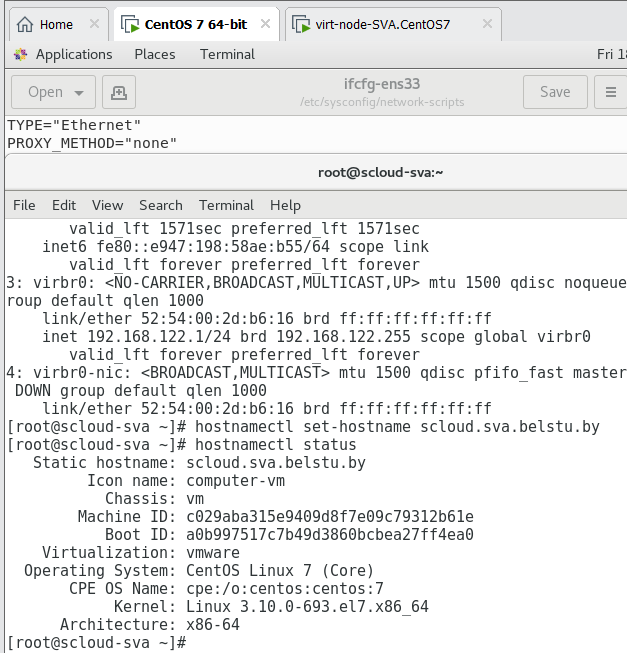 Home
CentOS 7 64-bit
virt-node-SVA.CentOS7
Applications Places Terminal Fri 18
Open
ifcfg-ens33
/etc/sysconfig/network-scripts
Save
TYPE="Ethernet"
PROXY_METHOD="none"
root@scloud-sva:~
File Edit View Search Terminal Help
valid_lft 1571sec preferred_lft 1571sec
inet6 fe80::e947:198:58ae:b55/64 scope link
valid_lft forever preferred_lft forever
3: virbr0: <NO-CARRIER,BROADCAST,MULTICAST,UP> mtu 1500 qdisc noqueue
roup default qlen 1000
link/ether 52:54:00:2d:b6:16 brd ff:ff:ff:ff:ff:ff
inet 192.168.122.1/24 brd 192.168.122.255 scope global virbr0
valid_lft forever preferred_lft forever
4: virbr0-nic: <BROADCAST,MULTICAST> mtu 1500 qdisc pfifo_fast master
DOWN group default qlen 1000
link/ether 52:54:00:2d:b6:16 brd ff:ff:ff:ff:ff:ff
[root@scloud-sva ~]# hostnamectl set-hostname scloud.sva.belstu.by
[root@scloud-sva ~]# hostnamectl status
Static hostname: scloud.sva.belstu.by
Icon name: computer-vm
Chassis: vm
Machine ID: c029aba315e9409d8f7e09c79312b61e
Boot ID: a0b997517c7b49d3860bcbea27ff4ea0
Virtualization: vmware
Operating System: CentOS Linux 7 (Core)
CPE OS Name: cpe:/o:centos:centos:7
Kernel: Linux 3.10.0-693.el7.x86_64
Architecture: x86-64
[root@scloud-sva ~]#